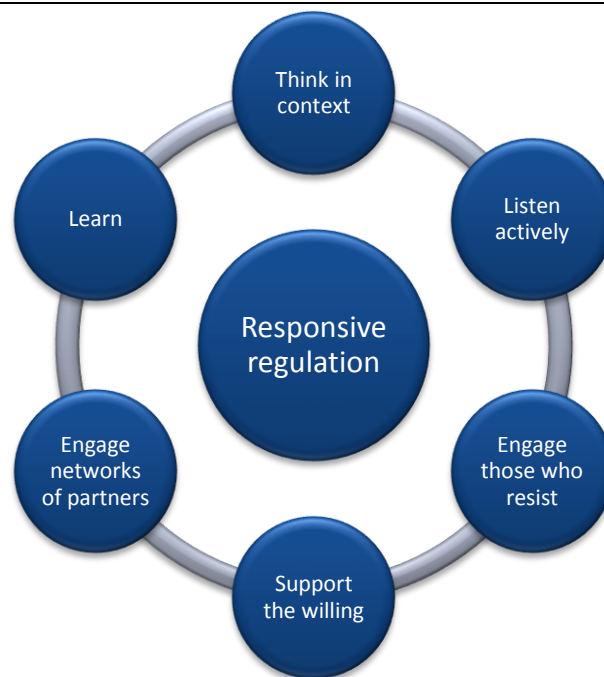 Think in
context
Listen
actively
Engage
those who
resist
Support
the willing
Engage
networks
of partners
Learn
Responsive
regulation